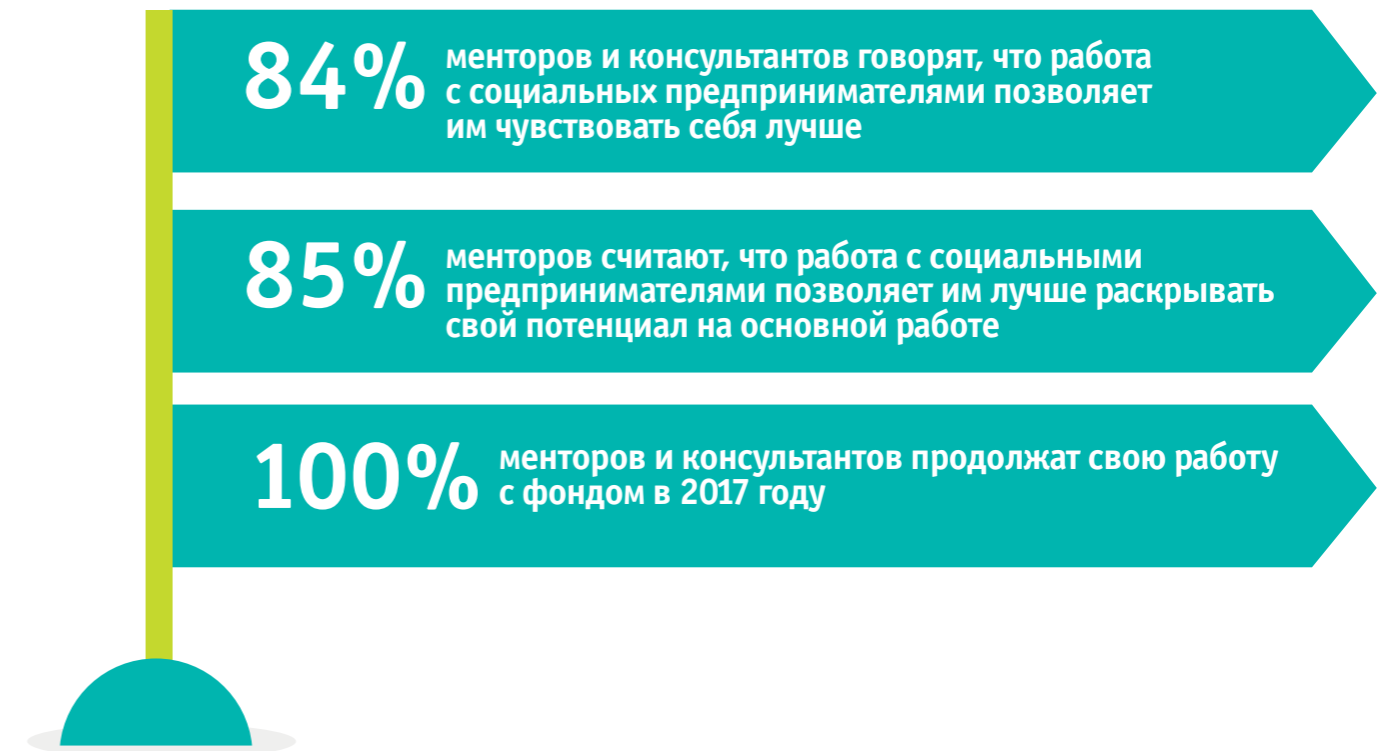 84%
менторов и консультантов говорят, что работа
с социальных предпринимателями позволяет
им чувствовать себя лучше
85%
менторов считают, что работа с социальными
предпринимателями позволяет им лучше раскрывать
свой потенциал на основной работе
100%
менторов и консультантов продолжат свою работу
с фондом в 2017 году